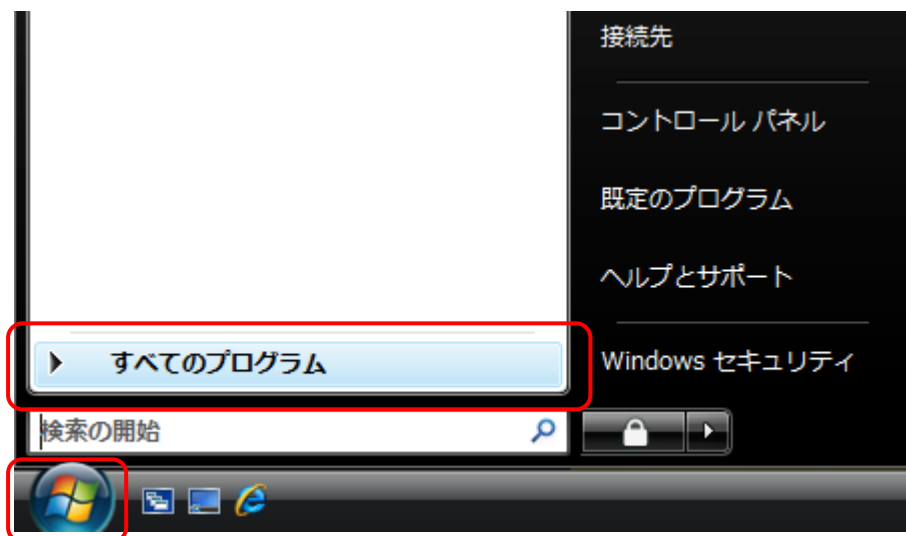 接続先
コントロール パネル
既定のプログラム
ヘルプとサポート
すべてのプログラム
Windows セキュリティ
検索の開始